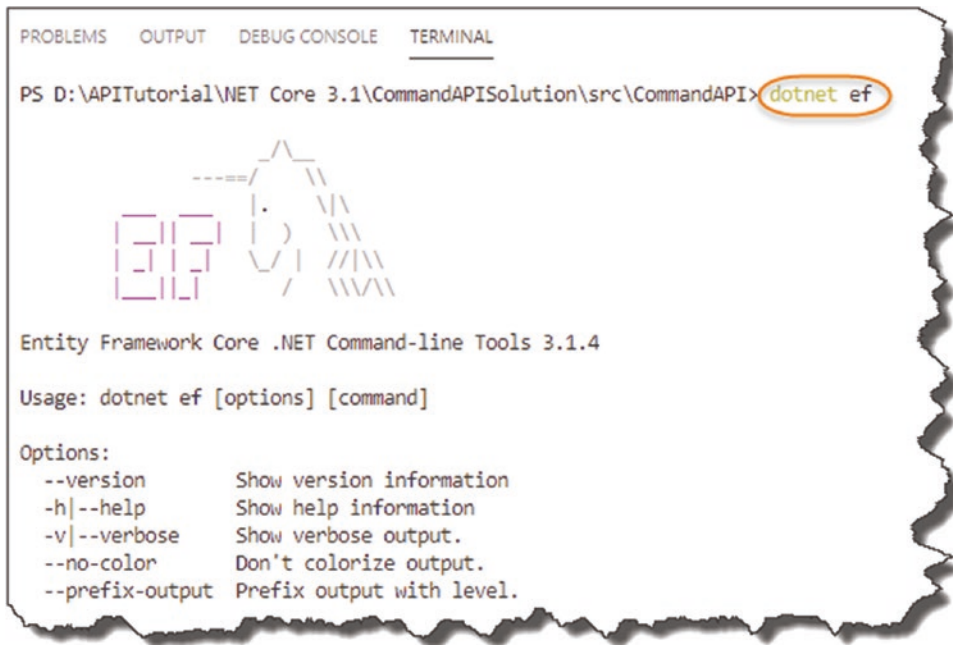 PROBLEMS OUTPUT DEBUG CONSOLE TERMINAL
PS D:\APITutorial\NET Core 3.1\CommandAPISolution\src\CommandAPI> dotnet ef
EF
Entity Framework Core .NET Command-line Tools 3.1.4
Usage: dotnet ef [options] [command]
Options:
--version Show version information
-h|--help Show help information
-v|--verbose Show verbose output.
--no-color Don't colorize output.
--prefix-output Prefix output with level.